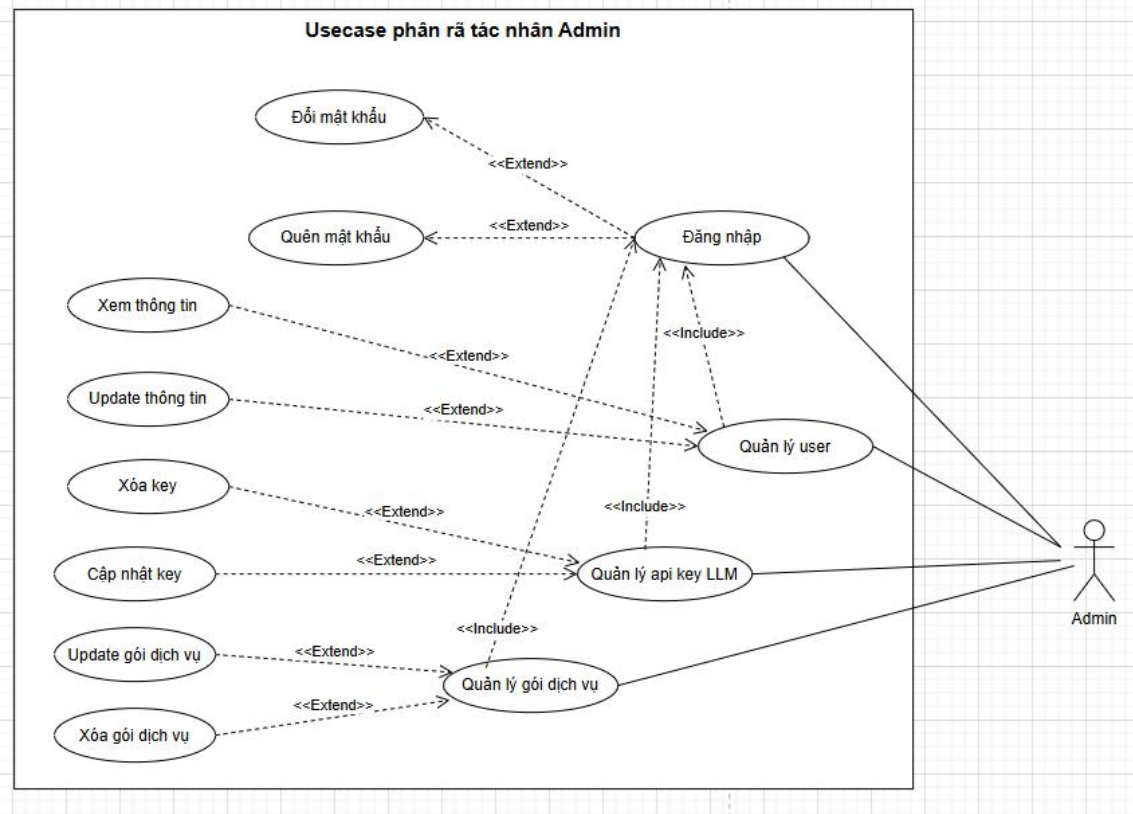 Usecase phân rã tác nhân Admin
Đổi mật khẩu
<<Extend>>
Quên mật khẩu
<<Extend>>
Đăng nhập
Xem thông tin
<<Include>>
<<Extend>>
Update thông tin
<<Extend>>
Quản lý user
Xóa key
<<Extend>>
<<Include>>
Cập nhật key
<<Extend>>
Quản lý api key LLM
Admin
<<Include>>
Update gói dịch vụ
<<Extend>>
Quản lý gói dịch vụ
<<Extend>>
Xóa gói dịch vụ